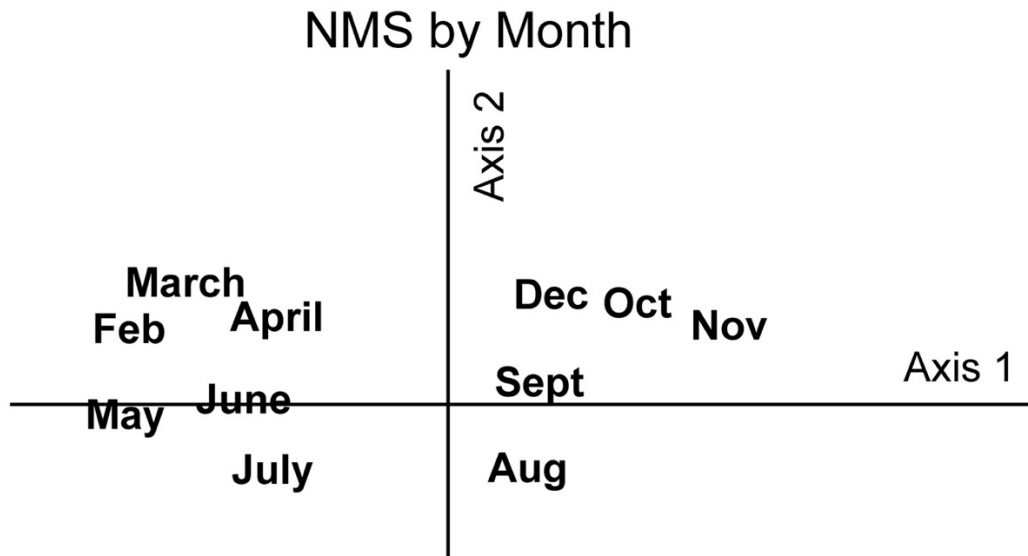 NMS by Month
Axis 2
March
Dec
Oct
April
Nov
Feb
Axis 1
Sept
June
May
July
Aug